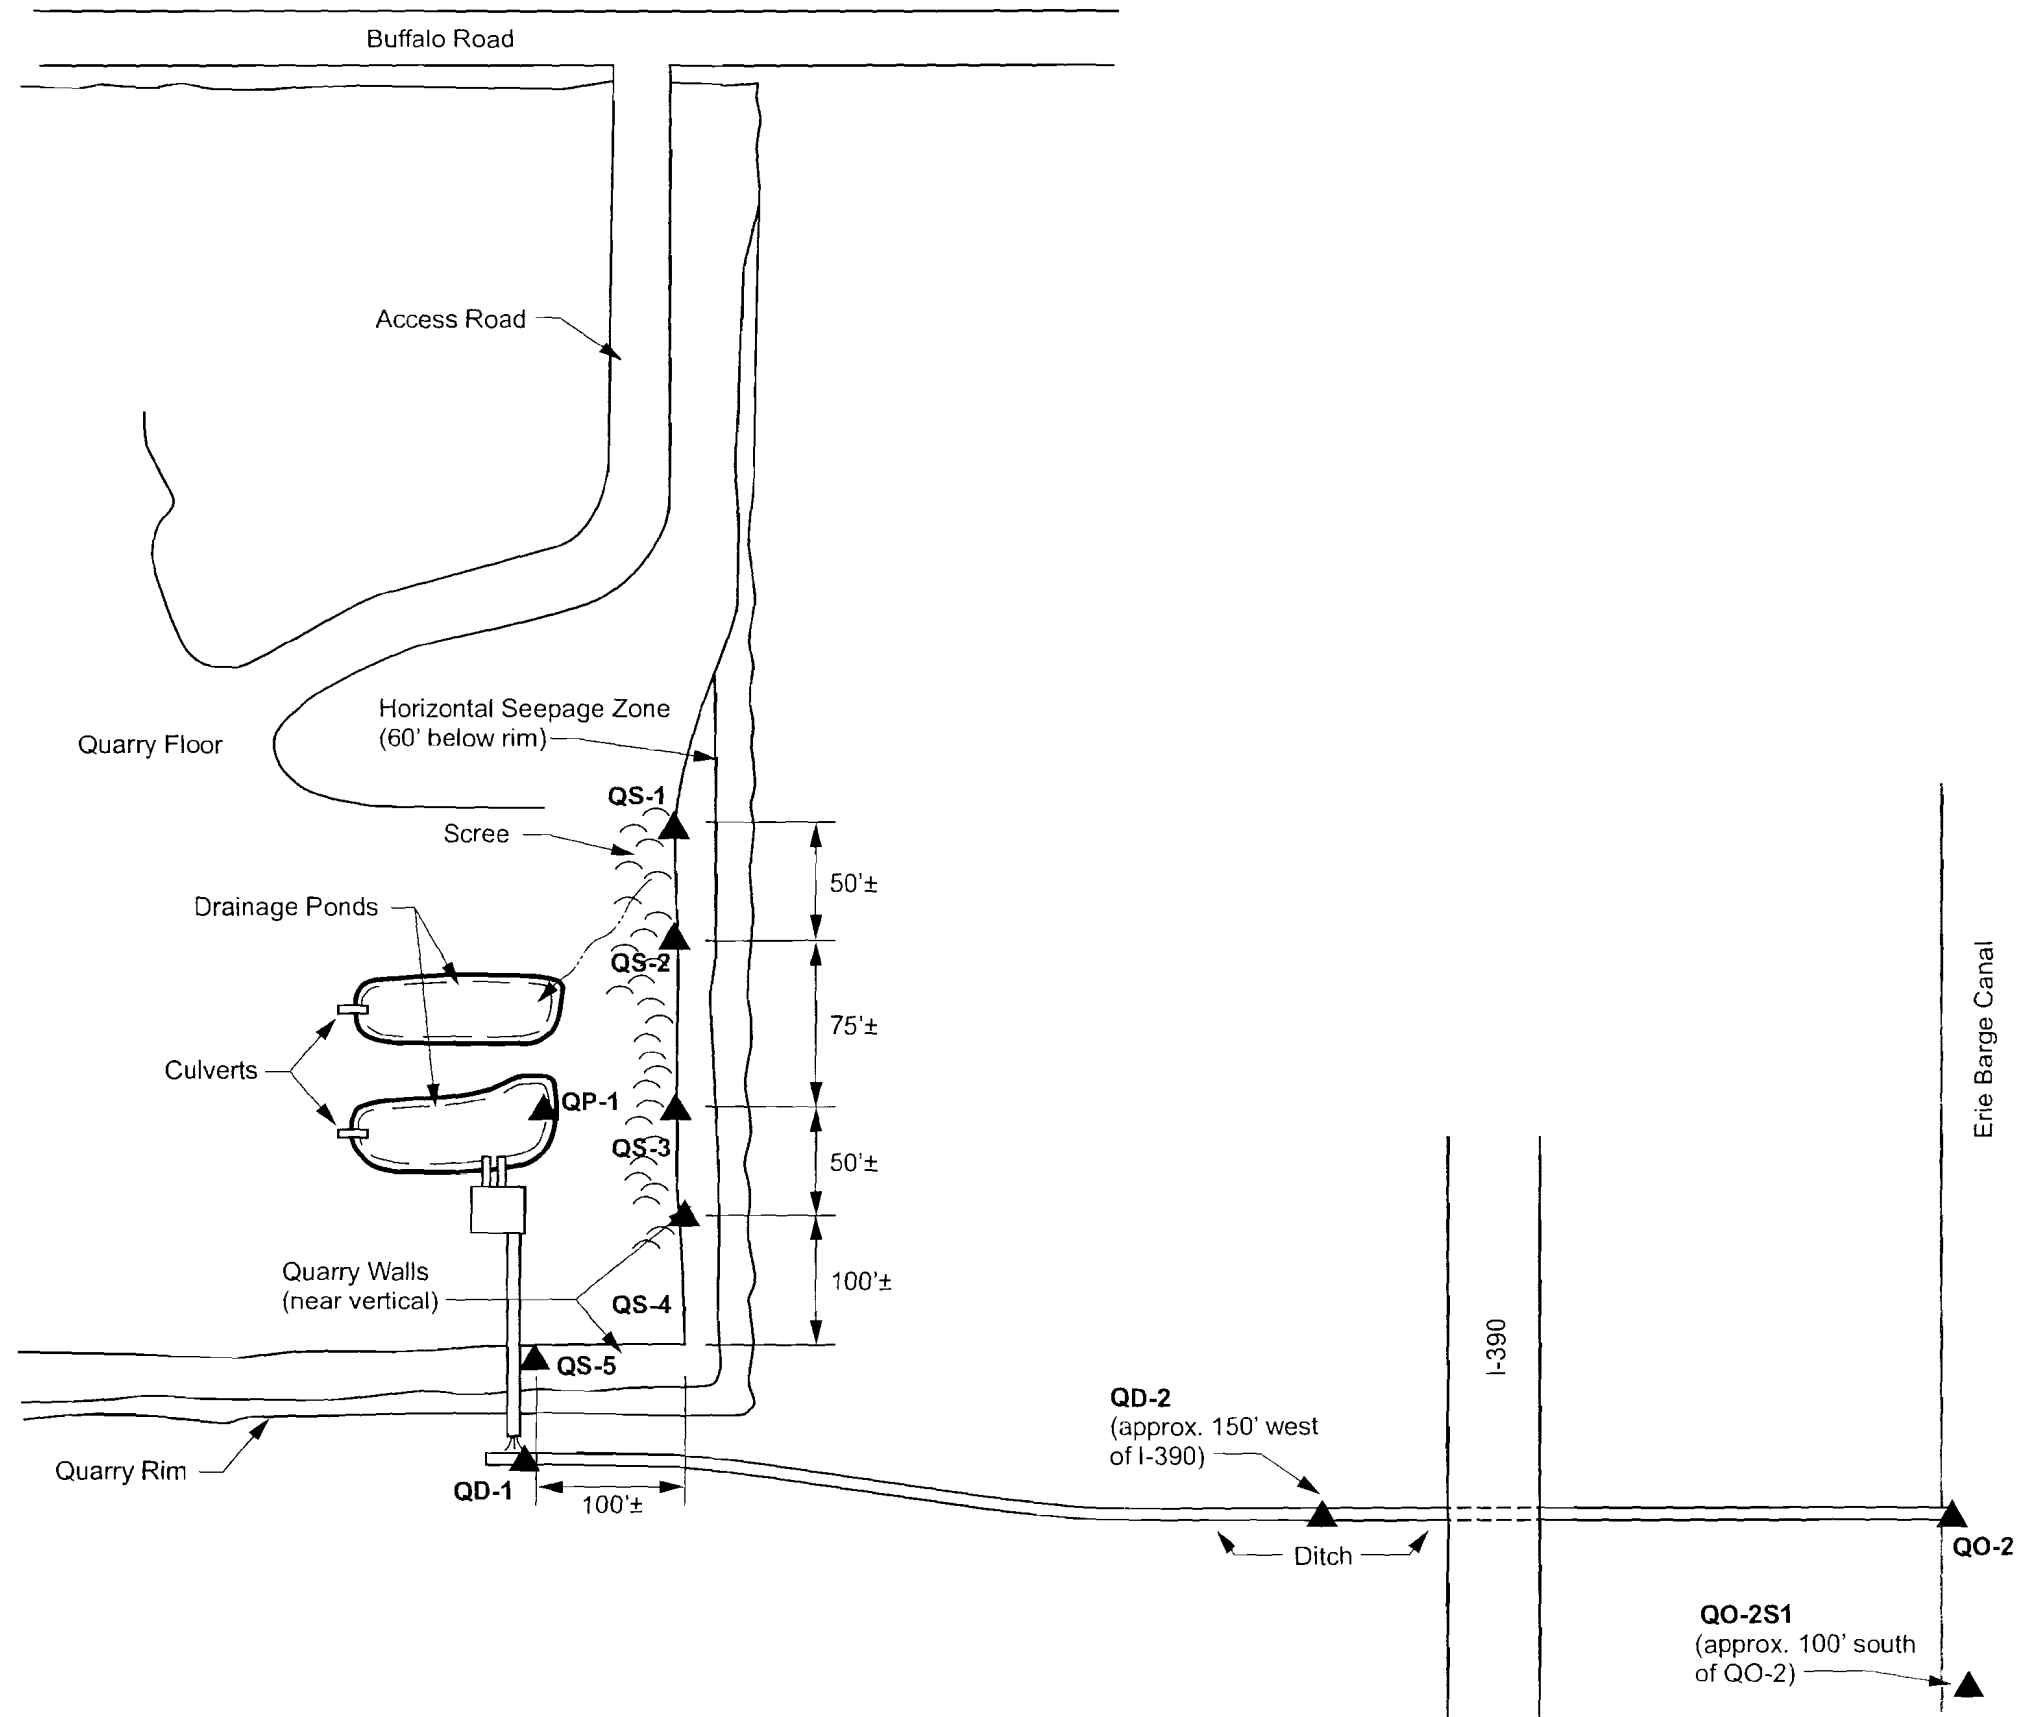 Buffalo Road
Access Road
Horizontal Seepage Zone
(60' below rim)
Quarry Floor
QS-1
Scree
50'±
Drainage Ponds
QS-2
75'±
Culverts
QP-1
QS-3
50'±
Erie Barge Canal
Quarry Walls
(near vertical)
QS-4
100'±
I-390
QS-5
QD-2
(approx. 150' west
of I-390)
Quarry Rim
QD-1
100'±
Ditch
QO-2
QO-2S1
(approx. 100' south
of QO-2)